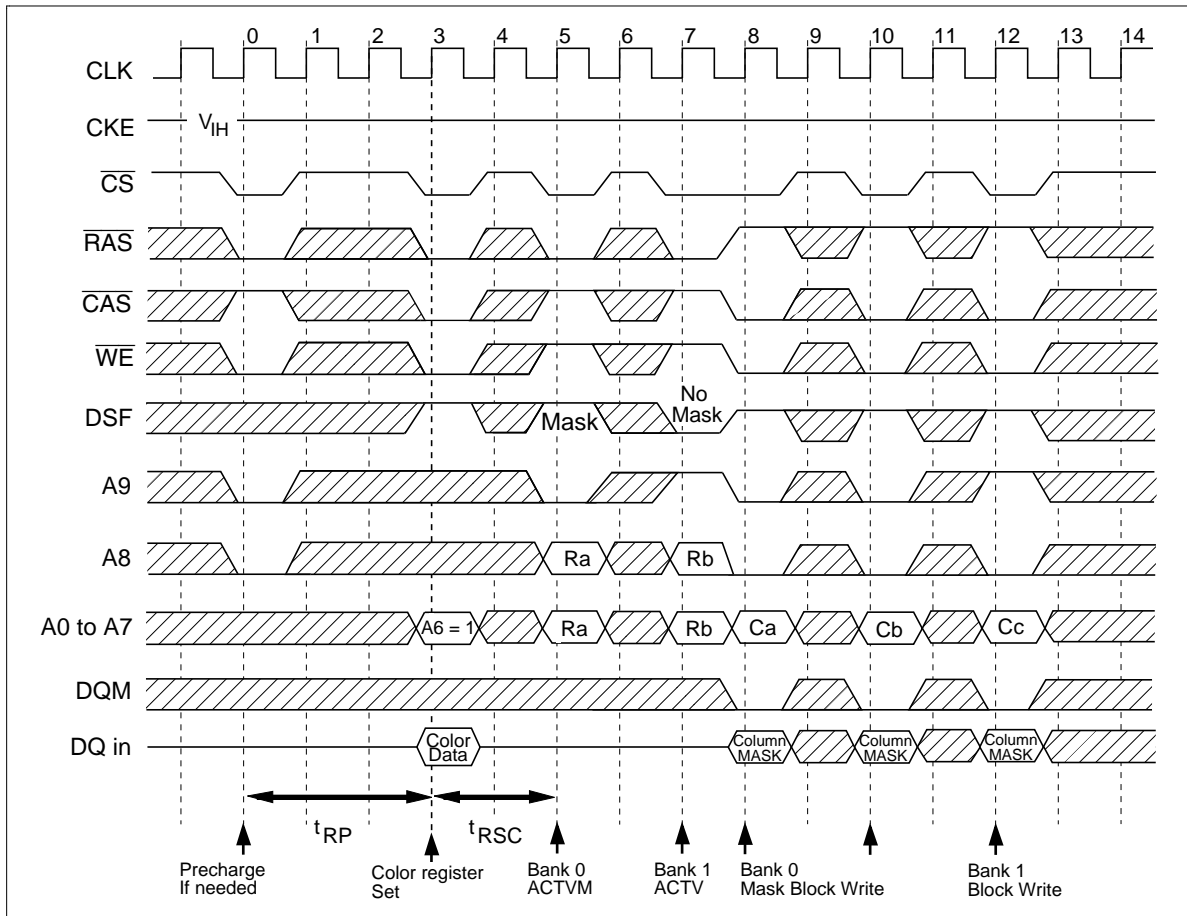 0 1 2 3 4 5 6 7 8 9 10 11 12 13 14
CLK
CKE VIH
CS
RAS
CAS
WE
DSF Mask No Mask
A9
A8 Ra Rb
A0 to A7 A6 = 1 Ra Rb Ca Cb Cc
DQM
DQ in Color Data Column MASK Column MASK Column MASK
tRP tRSC
Precharge If needed
Color register Set
Bank 0 ACTVM
Bank 1 ACTV
Bank 0 Mask Block Write
Bank 1 Block Write